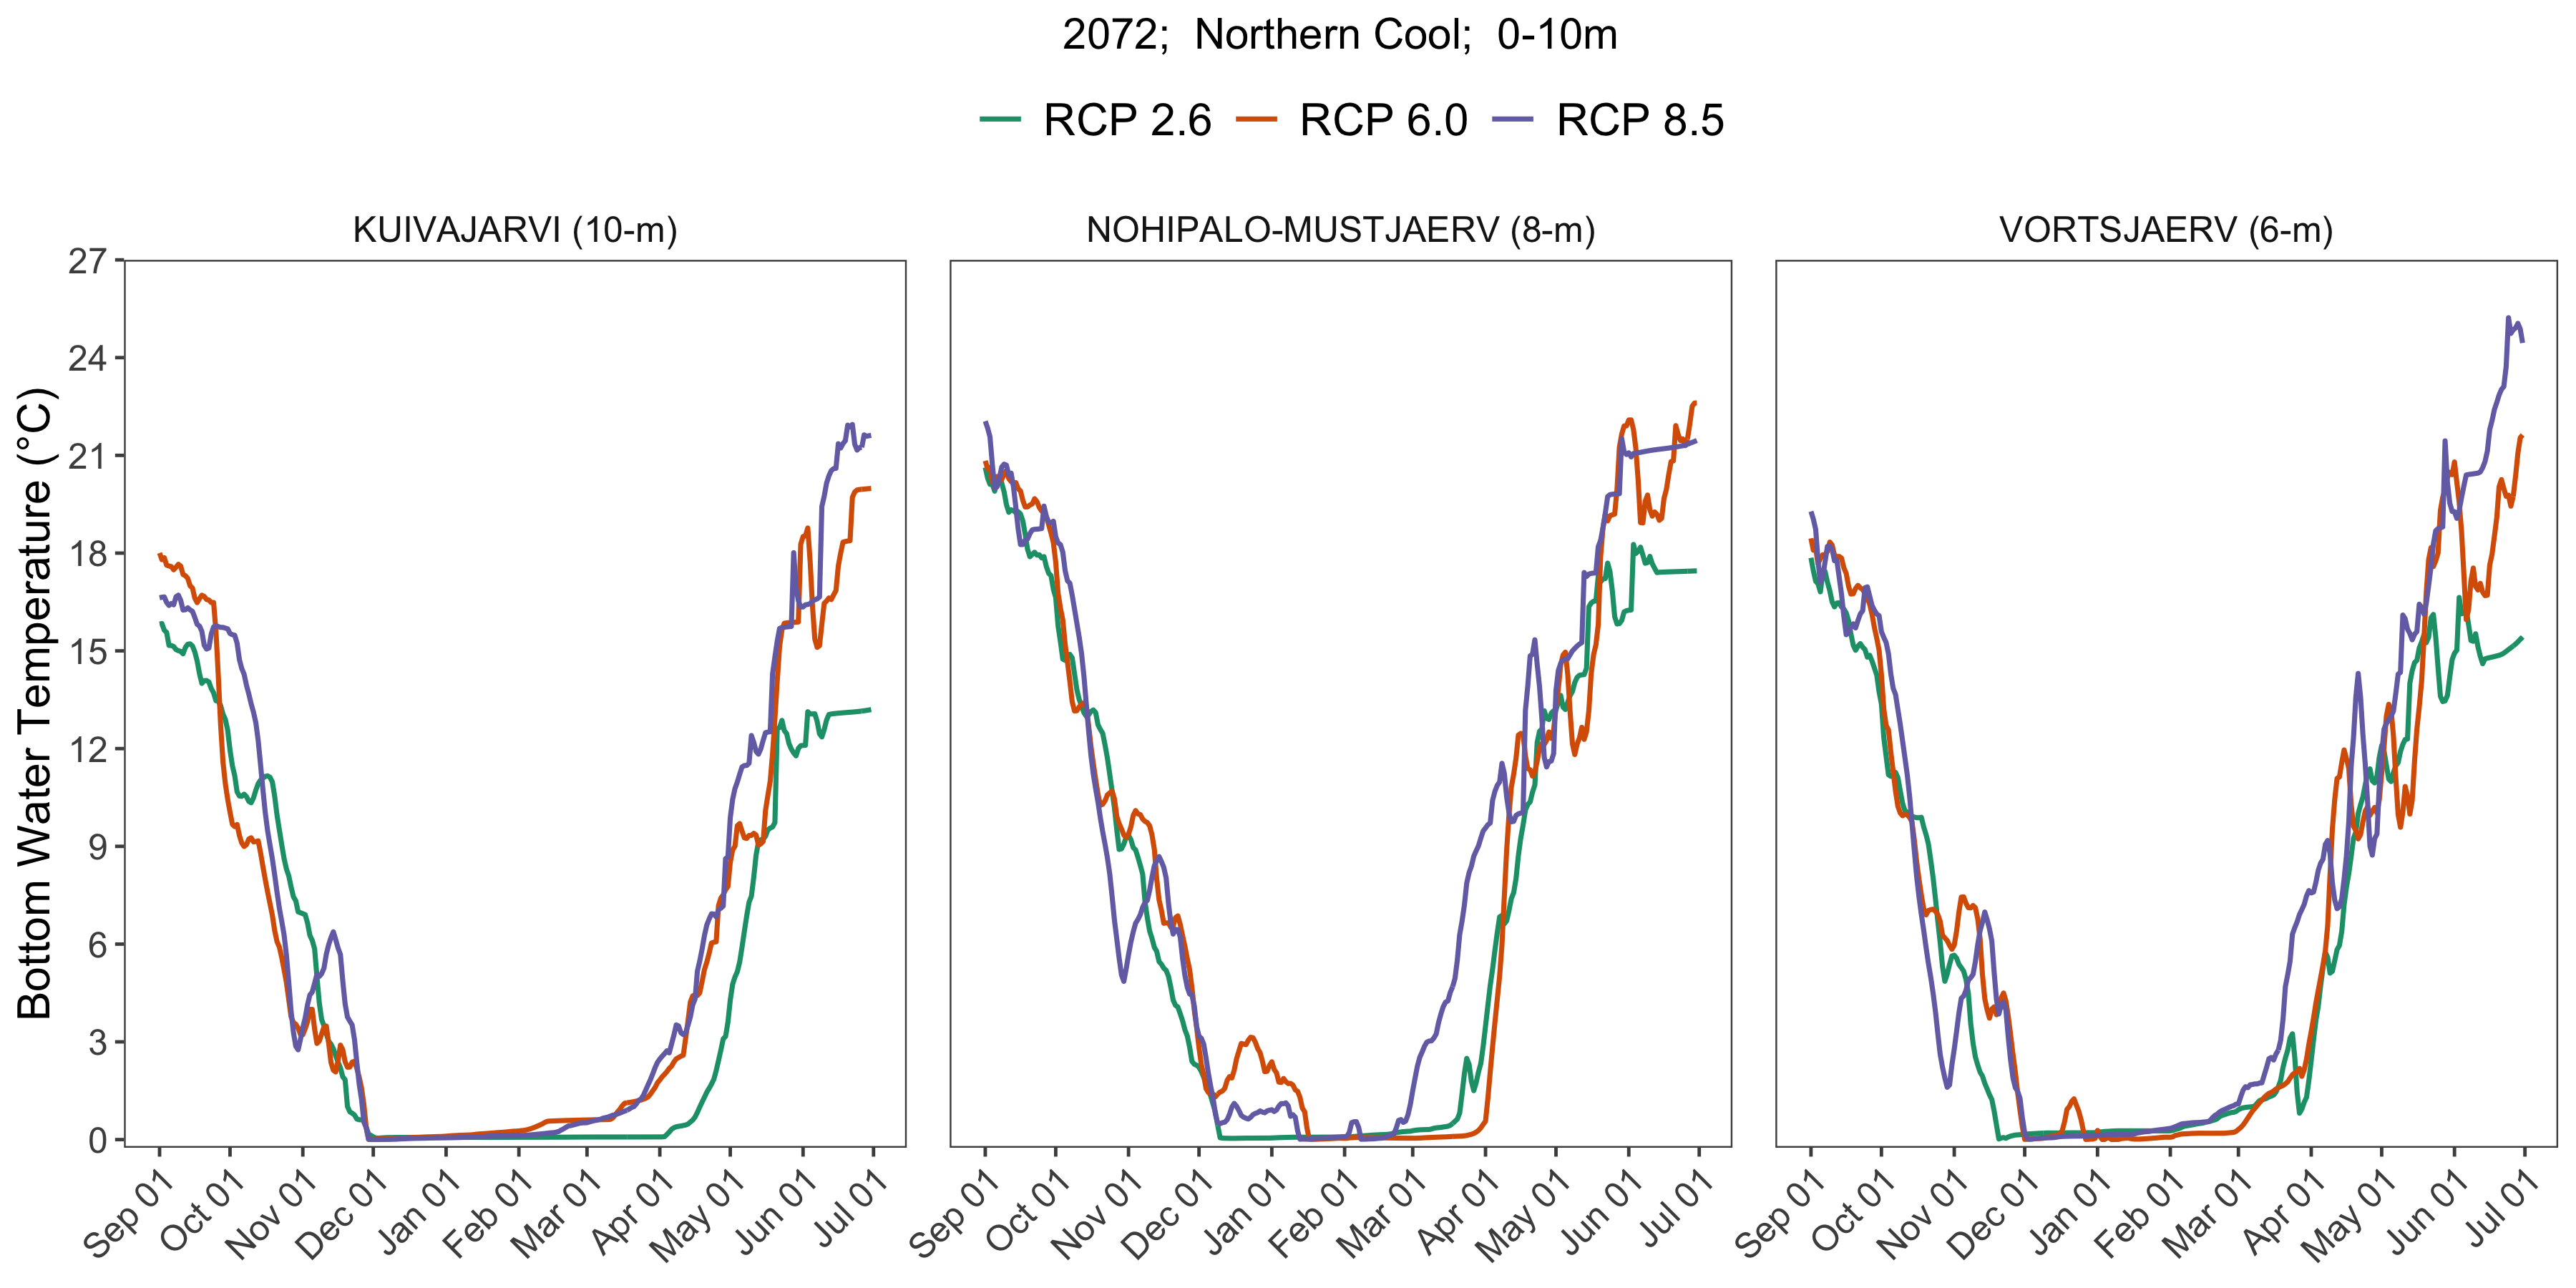 2072;  Northern Cool;  0-10m
RCP 2.6 RCP 6.0 RCP 8.5
KUIVAJARVI (10-m) NOHIPALO-MUSTJAERV (8-m) VORTSJAERV (6-m)
Bottom Water Temperature (°C)
27
24
21
18
15
12
9
6
3
0
Sep 01 Oct 01 Nov 01 Dec 01 Jan 01 Feb 01 Mar 01 Apr 01 May 01 Jun 01 Jul 01
Sep 01 Oct 01 Nov 01 Dec 01 Jan 01 Feb 01 Mar 01 Apr 01 May 01 Jun 01 Jul 01
Sep 01 Oct 01 Nov 01 Dec 01 Jan 01 Feb 01 Mar 01 Apr 01 May 01 Jun 01 Jul 01